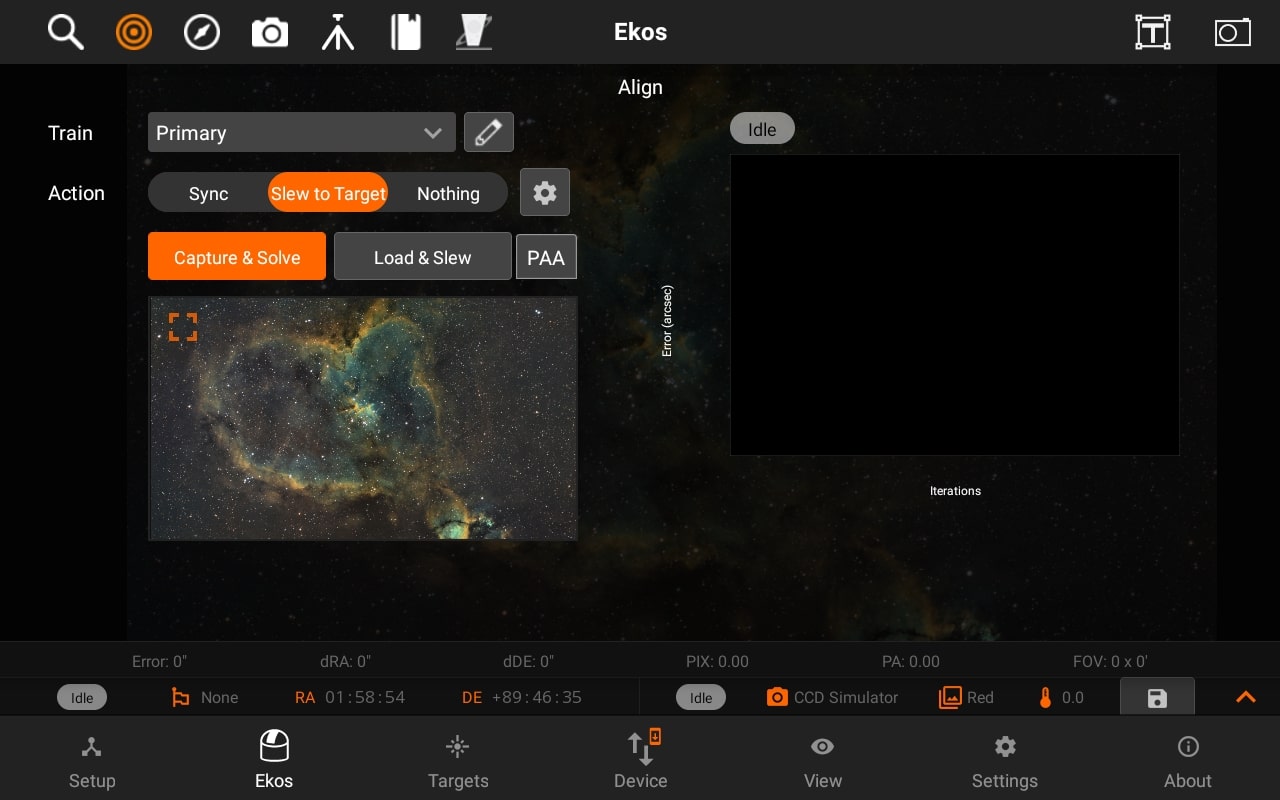 Ekos
T
Align
Train
Primary
Idle
Action
Sync
Slew to Target
Nothing
Capture & Solve
Load & Slew
PAA
Error (arcsec)
Iterations
Error: 0" dRA: 0" dDE: 0" PIX: 0.00 PA: 0.00 FOV: 0 x 0'
Idle None RA 01:58:54 DE +89:46:35 Idle CCD Simulator Red 0.0
Setup Ekos Targets Device View Settings About